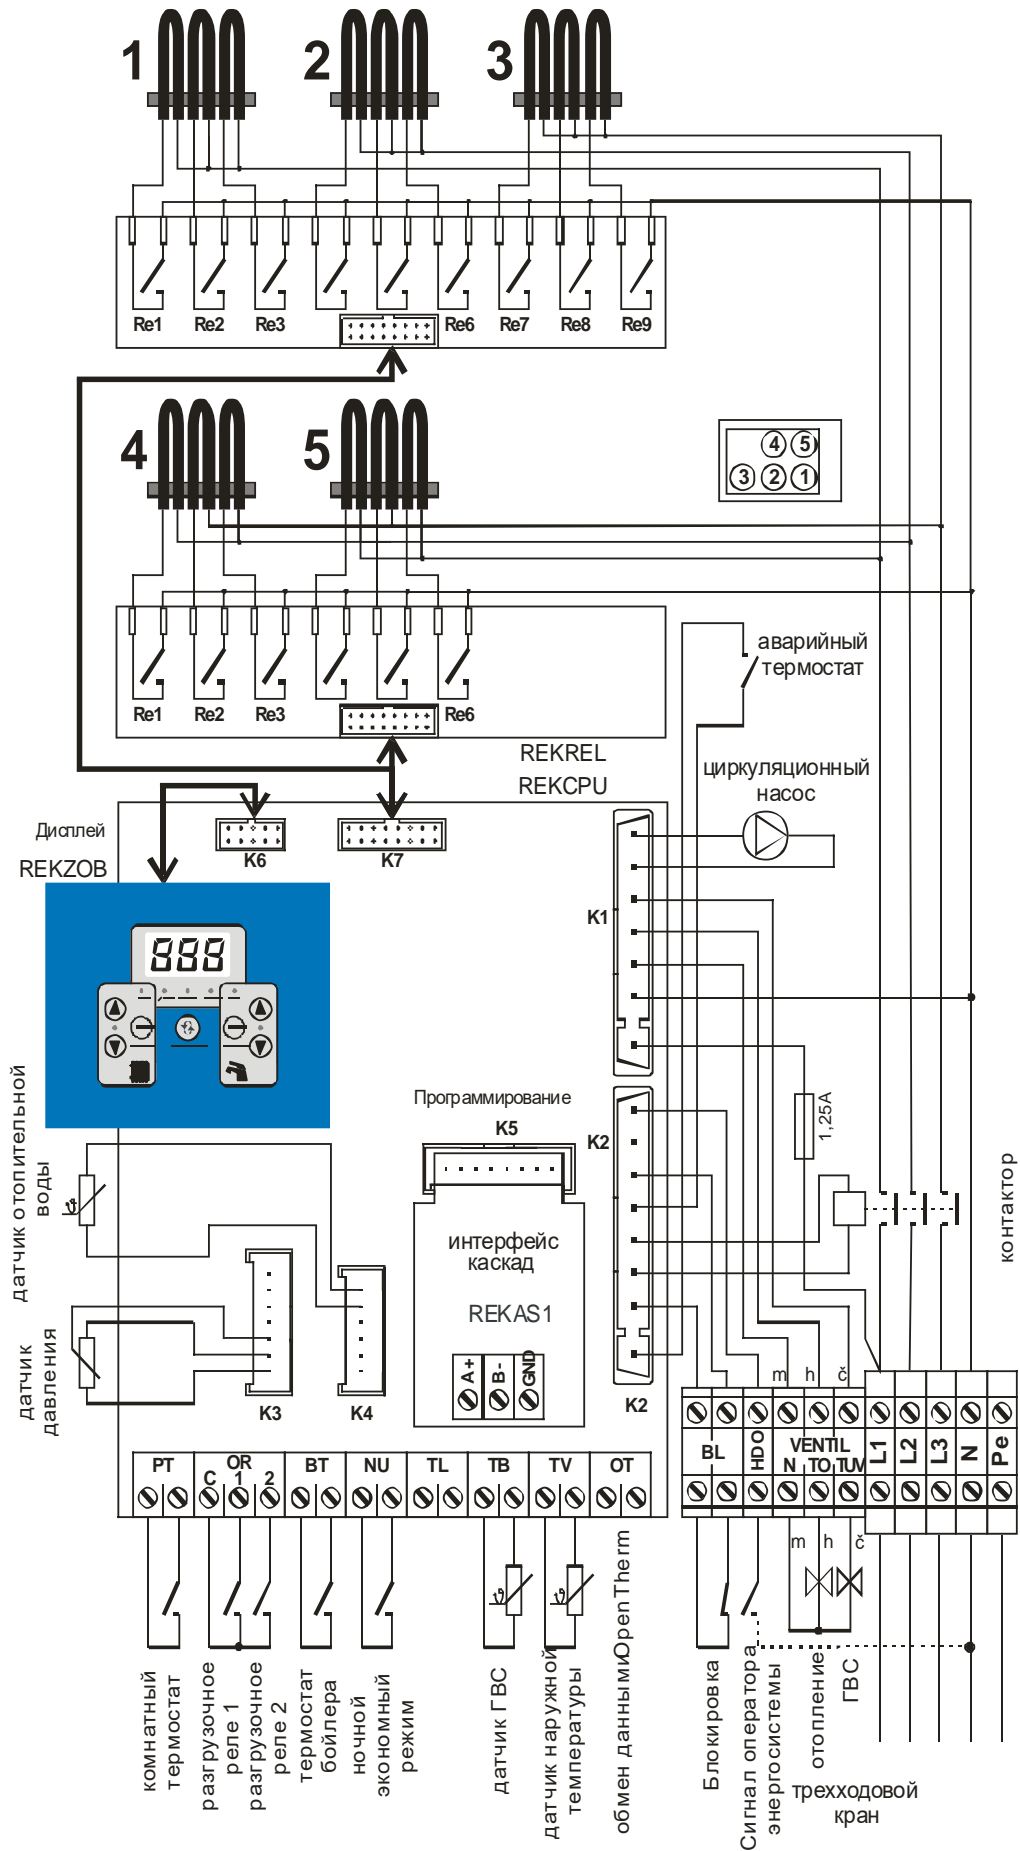 1 2 3
Re1 Re2 Re3 Re6 Re7 Re8 Re9
4 5
4 5
3 2 1
Re1 Re2 Re3 Re6
аварийный
термостат
REKREL
REKCPU
циркуляционный
насос
Дисплей
REKZOB
K6 K7
K1
888
Программирование
K5
K2
1,25A
датчик отопительной
воды
ϑ
контактор
интерфейс
каскад
REKAS1
A+ B- GND
датчик
давления
K3 K4 K2
m h č
PT OR BT NU TL TB TV OT
C 1 2
BL HDO VENTIL
N TO TUV
L1 L2 L3 N Pe
m h č
ϑ ϑ
комнатный
термостат
разгрузочное
реле 1
разгрузочное
реле 2
термостат
бойлера
ночной
экономный
режим
датчик ГВС
датчик наружной
температуры
обмен даннымиOpenTherm
Блокировка
Сигнал оператора
энергосистемы
отопление
ГВС
трехходовой
кран